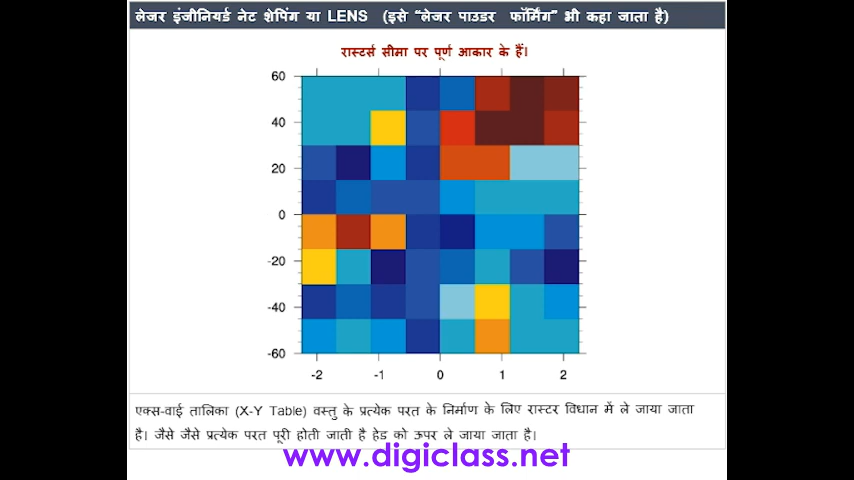 लेजर इंजीनियर्ड नेट शेपिंग या LENS (इसे “लेजर पाउडर फॉर्मिंग” भी कहा जाता है)
रास्टर्स सीमा पर पूर्ण आकार के हैं।
60
40
20
0
-20
-40
-60
-2 -1 0 1 2
एक्स-वाई तालिका (X-Y Table) वस्तु के प्रत्येक परत के निर्माण के लिए रास्टर विधान में ले जाया जाता
है। जैसे जैसे प्रत्येक परत पूरी होती जाती है हेड को ऊपर ले जाया जाता है।
www.digiclass.net